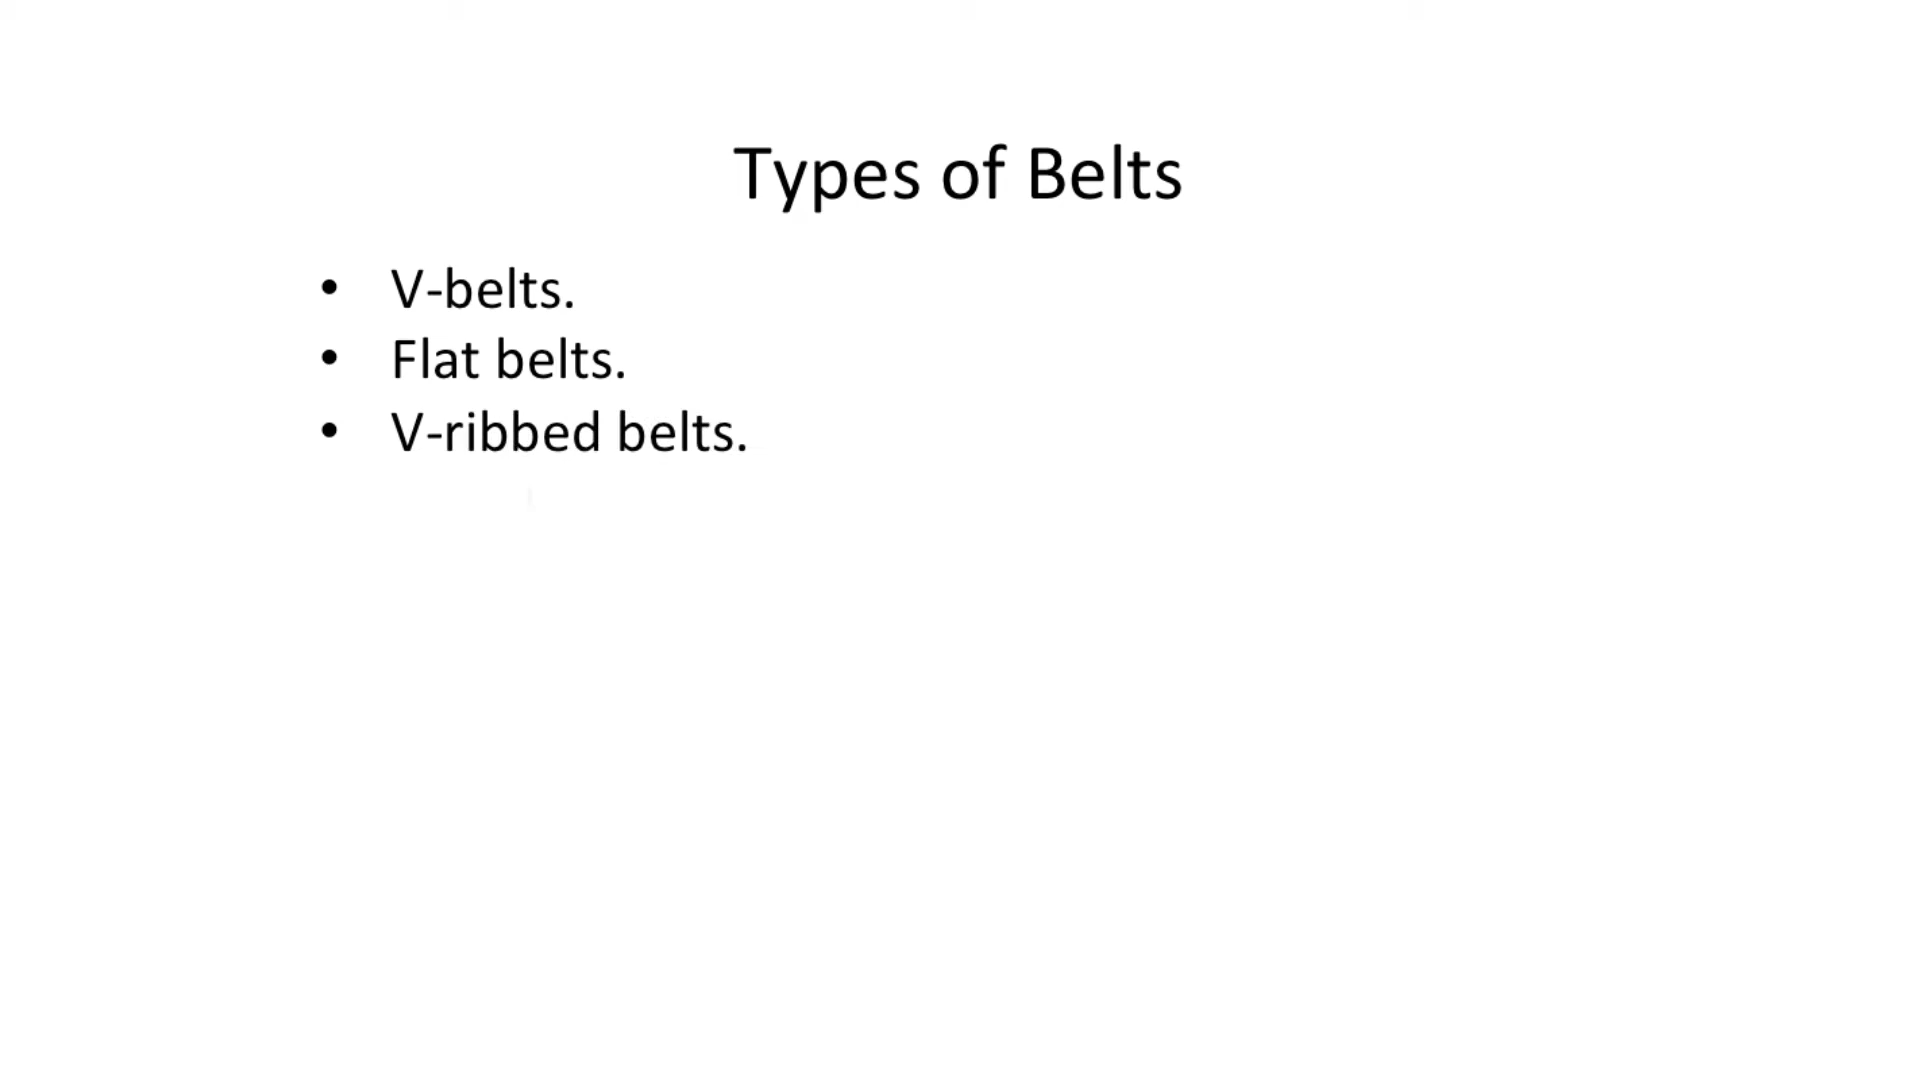 Types of Belts
• V-belts.
• Flat belts.
• V-ribbed belts.